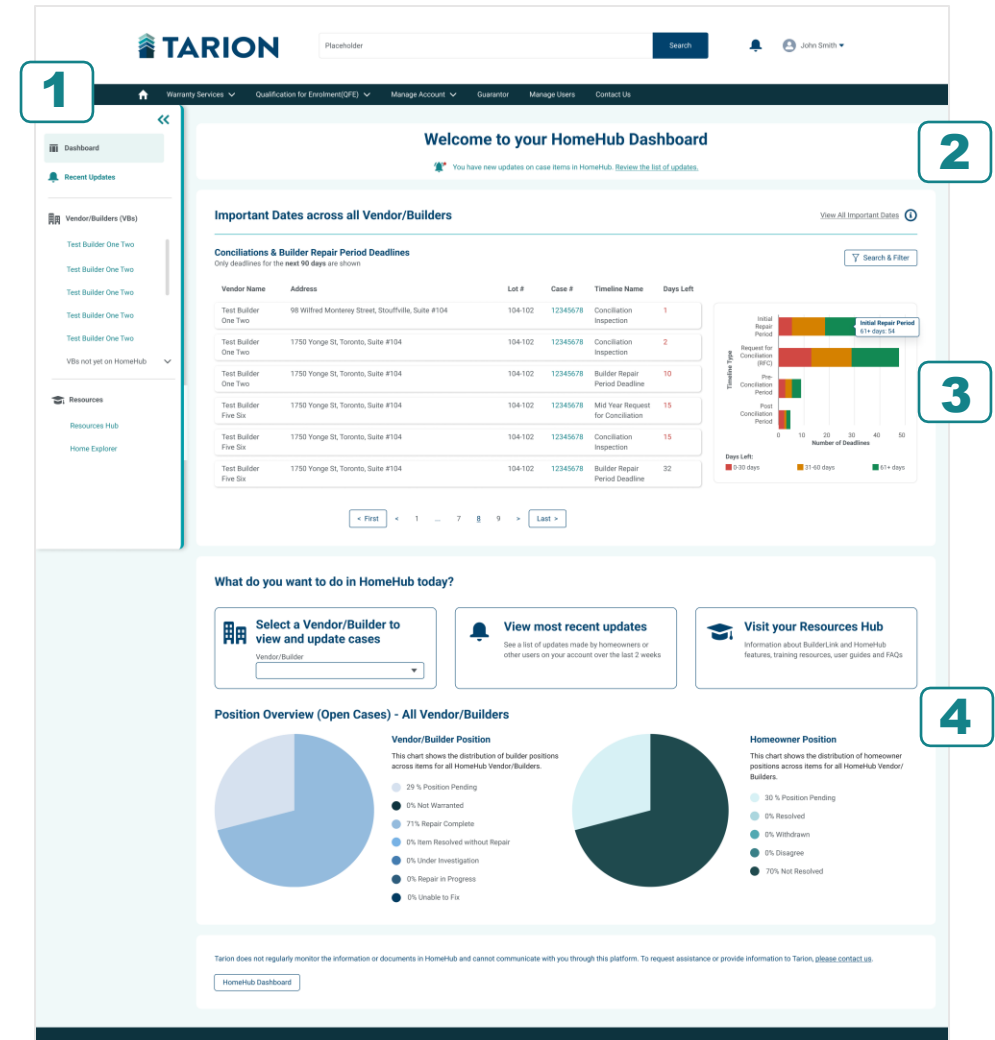 TARION
Placeholder
Search
John Smith
1
Warranty Services
Qualification for Enrolment(QFE)
Manage Account
Guarantor
Manage Users
Contact Us
Dashboard
Recent Updates
Vendor/Builders (VBs)
Test Builder One Two
Test Builder One Two
Test Builder One Two
Test Builder One Two
Test Builder One Two
VBs not yet on HomeHub
Resources
Resources Hub
Home Explorer
Welcome to your HomeHub Dashboard
You have new updates on case items in HomeHub. Review the list of updates.
2
Important Dates across all Vendor/Builders
View All Important Dates
Conciliations & Builder Repair Period Deadlines
Only deadlines for the next 90 days are shown
Search & Filter
Vendor Name Address Lot # Case # Timeline Name Days Left
Test Builder One Two 98 Wilfred Monterey Street, Stouffville, Suite #104 104-102 12345678 Conciliation Inspection 1
Test Builder One Two 1750 Yonge St, Toronto, Suite #104 104-102 12345678 Conciliation Inspection 2
Test Builder One Two 1750 Yonge St, Toronto, Suite #104 104-102 12345678 Builder Repair Period Deadline 10
Test Builder Five Six 1750 Yonge St, Toronto, Suite #104 104-102 12345678 Mid Year Request for Conciliation 15
Test Builder Five Six 1750 Yonge St, Toronto, Suite #104 104-102 12345678 Conciliation Inspection 15
Test Builder Five Six 1750 Yonge St, Toronto, Suite #104 104-102 12345678 Builder Repair Period Deadline 32
< First < 1 ... 7 8 9 > Last >
Timeline Type
Initial Repair Period
Request for Conciliation (RFC)
Pre-Conciliation Period
Post Conciliation Period
Initial Repair Period
61+ days: 54
0 10 20 30 40 50
Number of Deadlines
Days Left:
0-30 days
31-60 days
61+ days
3
What do you want to do in HomeHub today?
Select a Vendor/Builder to
view and update cases
Vendor/Builder
View most recent updates
See a list of updates made by homeowners or
other users on your account over the last 2 weeks
Visit your Resources Hub
Information about BuilderLink and HomeHub
features, training resources, user guides and FAQs
4
Position Overview (Open Cases) - All Vendor/Builders
Vendor/Builder Position
This chart shows the distribution of builder positions
across items for all HomeHub Vendor/Builders.
29 % Position Pending
0% Not Warranted
71% Repair Complete
0% Item Resolved without Repair
0% Under Investigation
0% Repair in Progress
0% Unable to Fix
Homeowner Position
This chart shows the distribution of homeowner
positions across items for all HomeHub Vendor/
Builders.
30 % Position Pending
0% Resolved
0% Withdrawn
0% Disagree
70% Not Resolved
Tarion does not regularly monitor the information or documents in HomeHub and cannot communicate with you through this platform. To request assistance or provide information to Tarion, please contact us.
HomeHub Dashboard